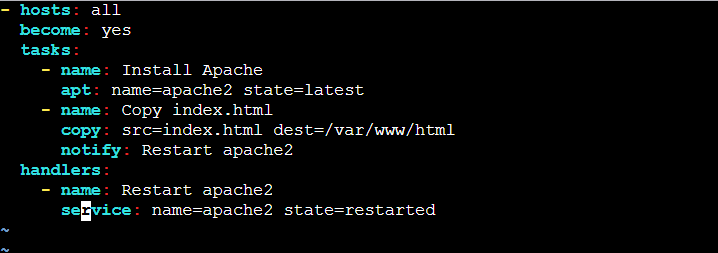 - hosts: all
  become: yes
  tasks:
    - name: Install Apache
      apt: name=apache2 state=latest
    - name: Copy index.html
      copy: src=index.html dest=/var/www/html
      notify: Restart apache2
  handlers:
    - name: Restart apache2
      service: name=apache2 state=restarted
~
~